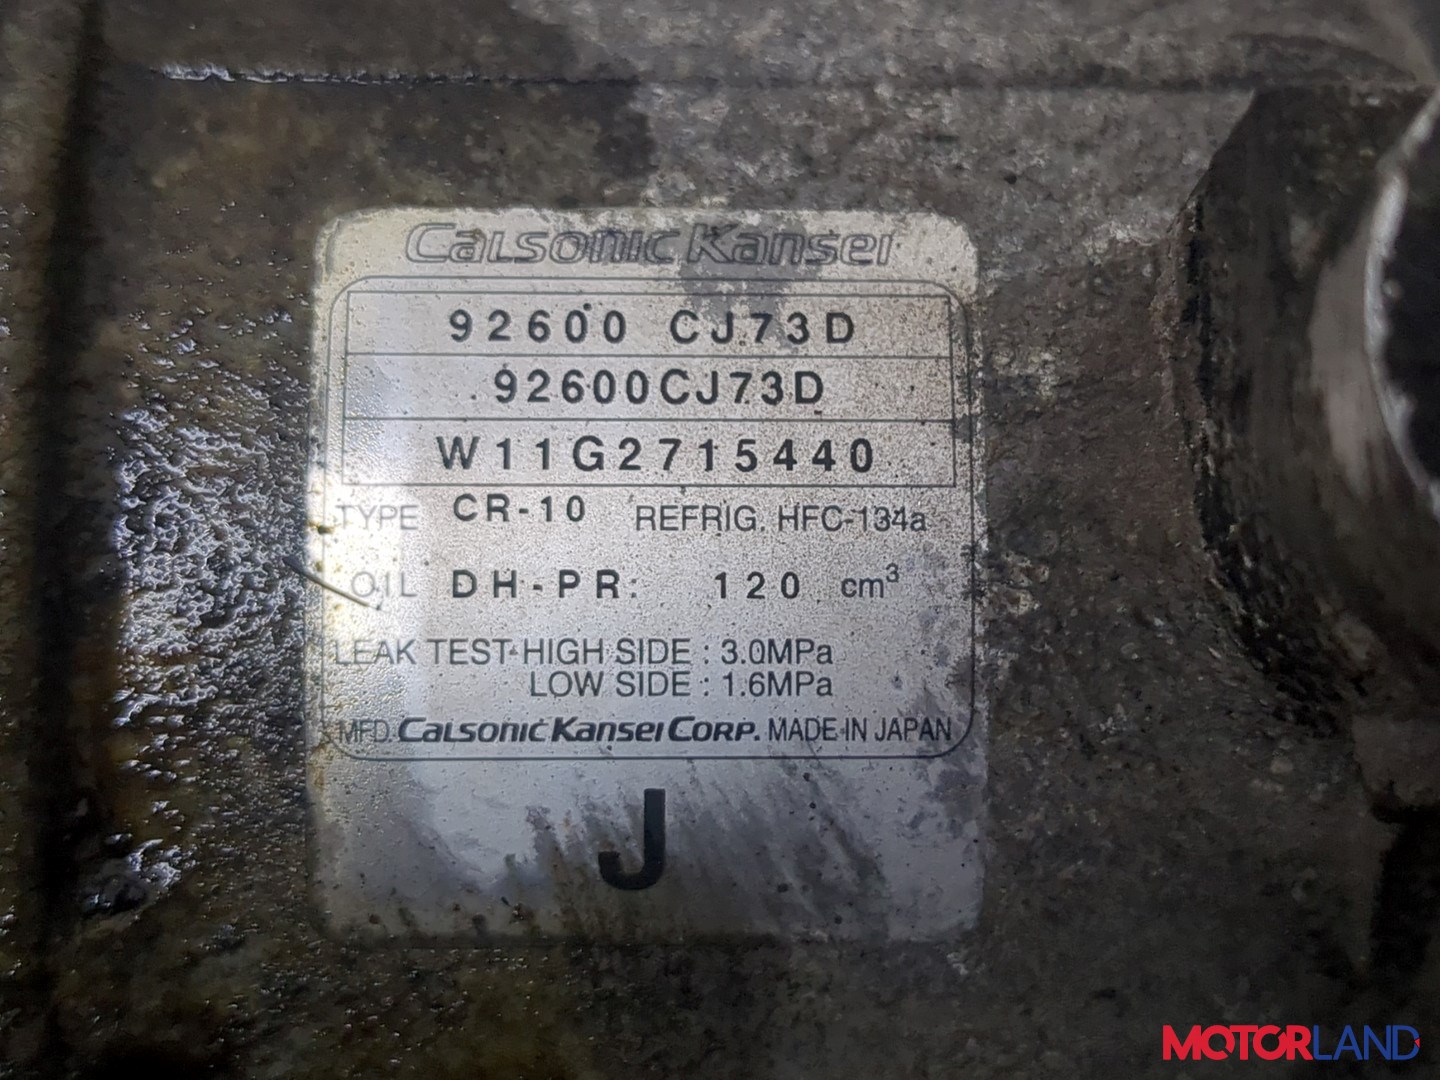 Calsonic Kansei
92600 CJ73D
92600CJ73D
W11G2715440
TYPE CR-10 REFRIG. HFC-134a
OIL DH-PR: 120 cm³
LEAK TEST HIGH SIDE : 3.0MPa
LOW SIDE : 1.6MPa
MFD. Calsonic Kansei Corp. MADE IN JAPAN
J
MOTORLAND